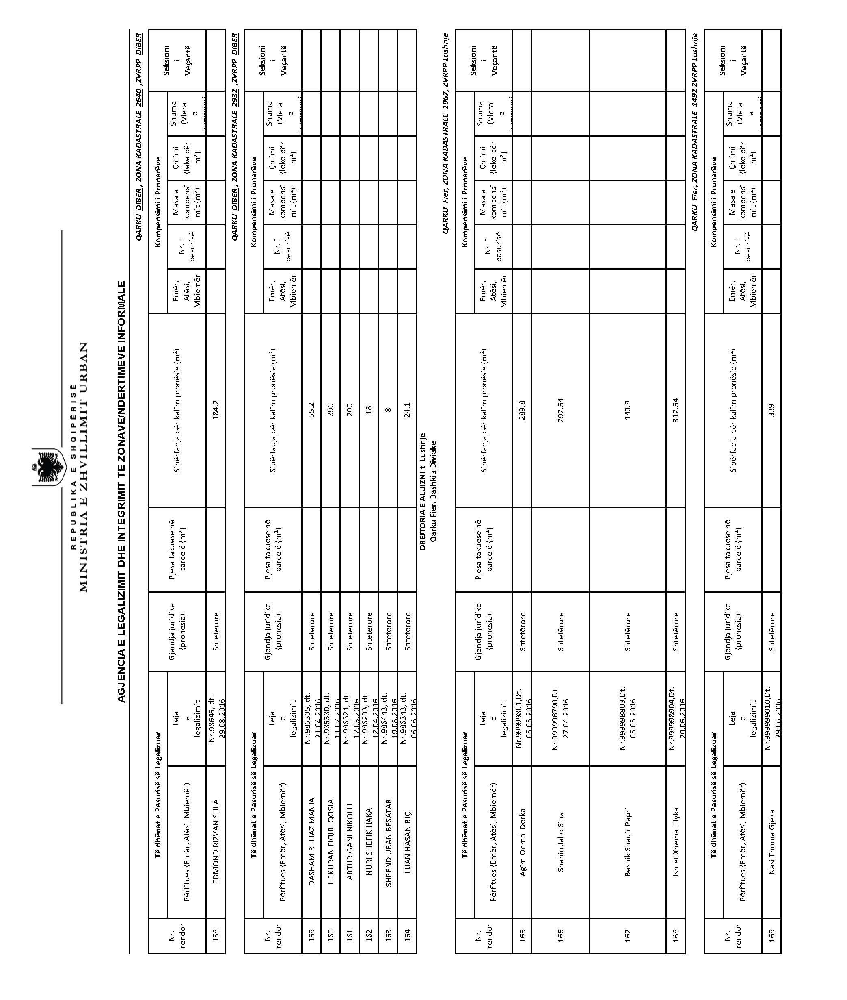 REPUBLIKA E SHQIPËRISË
MINISTRIA E ZHVILLIMIT URBAN
AGJENCIA E LEGALIZIMIT DHE INTEGRIMIT TE ZONAVE/NDERTIMEVE INFORMALE
QARKU DIBER, ZONA KADASTRALE 2640 ,ZVRPP DIBER
Nr. rendor | Të dhënat e Pasurisë së Legalizuar | Gjendja juridike (pronesia) | Pjesa takuese në parcelë (m²) | Sipërfaqja për kalim pronësie (m²) | Kompensimi i Pronarëve | Seksioni i Veçantë
Përfitues (Emër, Atësi, Mbiemër) | Leja e legalizimit | Emër, Atësi, Mbiemër | Nr. i pasurisë | Masa e kompensimit (m²) | Çmimi (leke për m²) | Shuma (Vlera e kompensi
158 | EDMOND RIZVAN SULA | Nr.98645, dt. 29.08.2016 | Shteterore | 184.2
QARKU DIBER, ZONA KADASTRALE 2932 ,ZVRPP DIBER
Nr. rendor | Të dhënat e Pasurisë së Legalizuar | Gjendja juridike (pronesia) | Pjesa takuese në parcelë (m²) | Sipërfaqja për kalim pronësie (m²) | Kompensimi i Pronarëve | Seksioni i Veçantë
Përfitues (Emër, Atësi, Mbiemër) | Leja e legalizimit | Emër, Atësi, Mbiemër | Nr. i pasurisë | Masa e kompensimit (m²) | Çmimi (leke për m²) | Shuma (Vlera e kompensi
159 | DASHAMIR ILJAZ MANJA | Nr.986305, dt. 21.04.2016 | Shteterore | 55.2
160 | HEKURAN FIQIRI QOSJA | Nr.986380, dt. 11.07.2016 | Shteterore | 390
161 | ARTUR GANI NIKOLLI | Nr.986324, dt. 17.05.2016 | Shteterore | 200
162 | NURI SHEFIK HAKA | Nr.986293, dt. 12.04.2016 | Shteterore | 18
163 | SHPEND URAN BESATARI | Nr.986443, dt. 19.08.2016 | Shteterore | 8
164 | LUAN HASAN BIÇI | Nr.986343, dt. 06.06.2016 | Shteterore | 24.1
DREJTORIA E ALUIZNI-t Lushnje
Qarku Fier, Bashkia Diviake
QARKU Fier, ZONA KADASTRALE 1067, ZVRPP Lushnje
Nr. rendor | Të dhënat e Pasurisë së Legalizuar | Gjendja juridike (pronesia) | Pjesa takuese në parcelë (m²) | Sipërfaqja për kalim pronësie (m²) | Kompensimi i Pronarëve | Seksioni i Veçantë
Përfitues (Emër, Atësi, Mbiemër) | Leja e legalizimit | Emër, Atësi, Mbiemër | Nr. i pasurisë | Masa e kompensimit (m²) | Çmimi (leke për m²) | Shuma (Vlera e kompensi
165 | Agim Qemal Derka | Nr.99999801,Dt. 05.05.2016 | Shtetërore | 289.8
166 | Shahin Jaho Sina | Nr.999998790,Dt. 27.04.2016 | Shtetërore | 297.54
167 | Besnik Shaqir Papri | Nr.999998803,Dt. 05.05.2016 | Shtetërore | 140.9
168 | Ismet Xhemal Hyka | Nr.999998904,Dt. 20.06.2016 | Shtetërore | 312.54
QARKU Fier, ZONA KADASTRALE 1492 ZVRPP Lushnje
Nr. rendor | Të dhënat e Pasurisë së Legalizuar | Gjendja juridike (pronesia) | Pjesa takuese në parcelë (m²) | Sipërfaqja për kalim pronësie (m²) | Kompensimi i Pronarëve | Seksioni i Veçantë
Përfitues (Emër, Atësi, Mbiemër) | Leja e legalizimit | Emër, Atësi, Mbiemër | Nr. i pasurisë | Masa e kompensimit (m²) | Çmimi (leke për m²) | Shuma (Vlera e kompensi
169 | Nasi Thoma Gjeka | Nr.999999010,Dt. 29.06.2016 | Shtetërore | 339